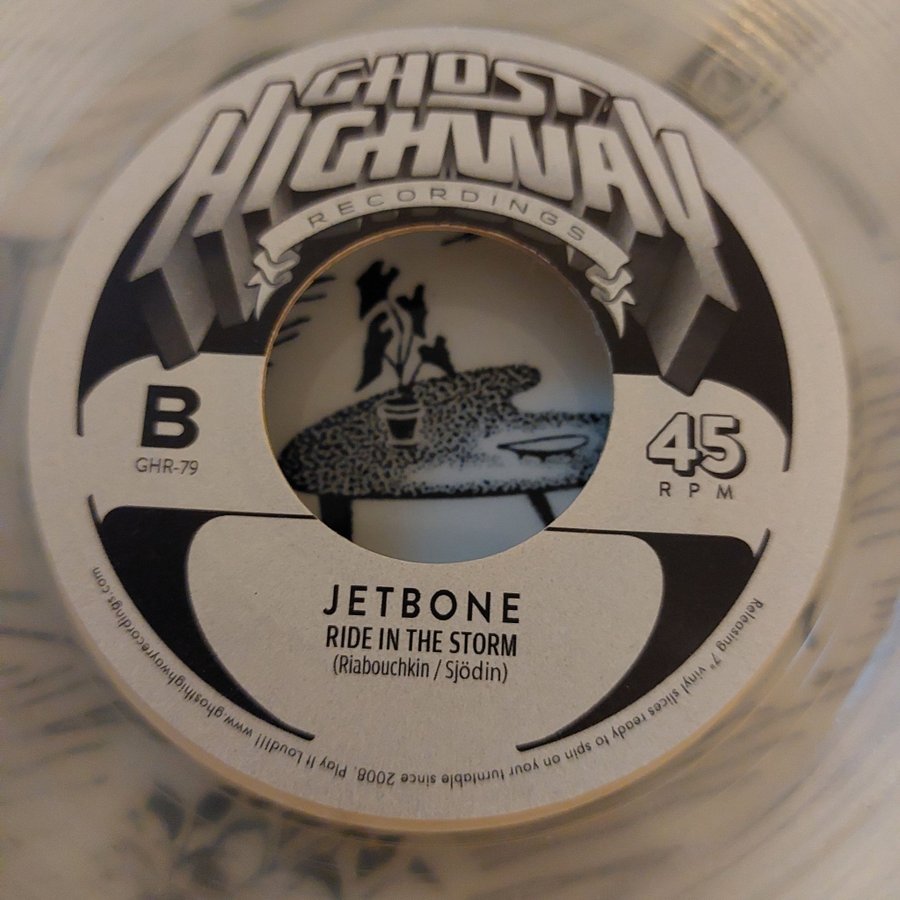 GHOST
HIGHWAY
RECORDINGS
B
GHR-79
45
RPM
JETBONE
RIDE IN THE STORM
(Riabouchkin / Sjödin)
Releasing 7" vinyl slices ready to spin on your turntable since 2008. Play It Loud!!! www.ghosthighwayrecordings.com